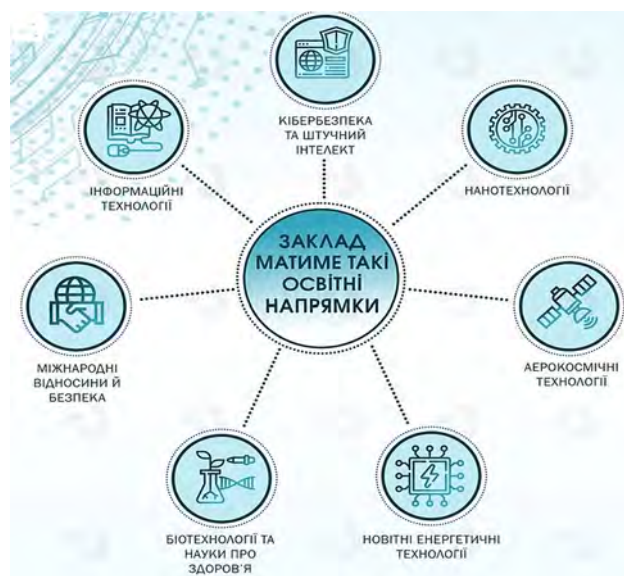 КІБЕРБЕЗПЕКА
ТА ШТУЧНИЙ
ІНТЕЛЕКТ
ІНФОРМАЦІЙНІ
ТЕХНОЛОГІЇ
НАНОТЕХНОЛОГІЇ
ЗАКЛАД
МАТИМЕ ТАКІ
ОСВІТНІ
НАПРЯМКИ
МІЖНАРОДНІ
ВІДНОСИНИ Й
БЕЗПЕКА
АЕРОКОСМІЧНІ
ТЕХНОЛОГІЇ
БІОТЕХНОЛОГІЇ ТА
НАУКИ ПРО
ЗДОРОВ'Я
НОВІТНІ ЕНЕРГЕТИЧНІ
ТЕХНОЛОГІЇ